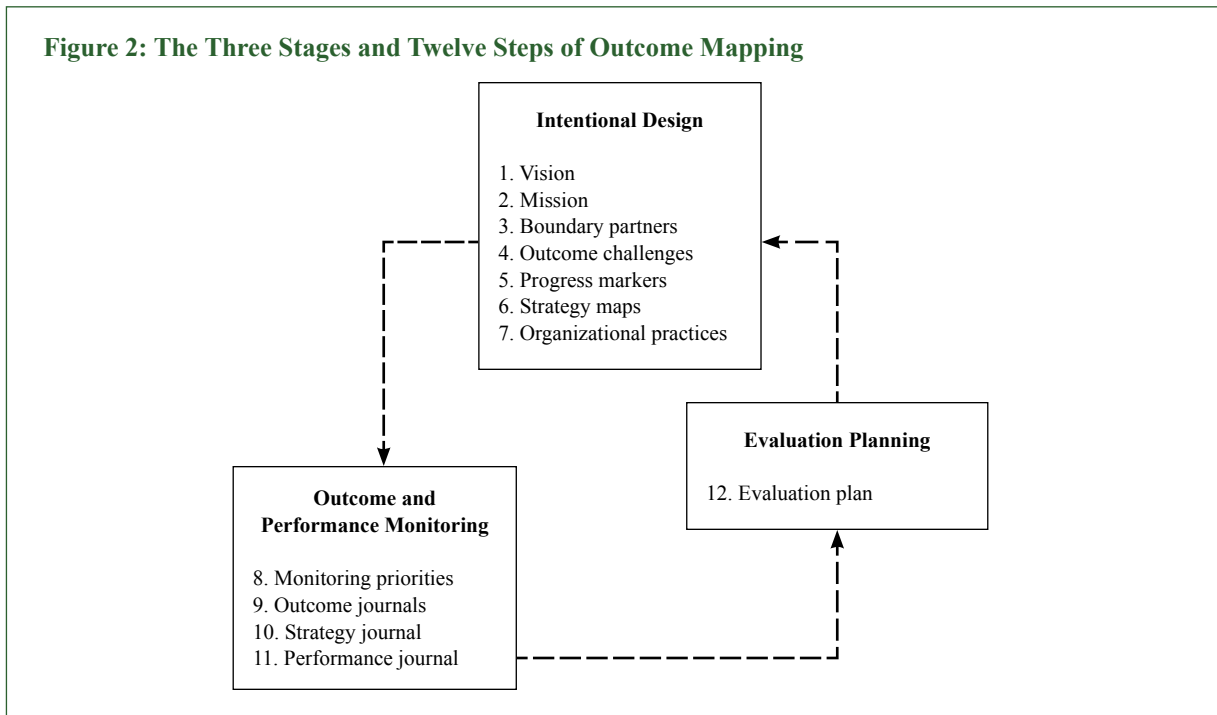 Figure 2: The Three Stages and Twelve Steps of Outcome Mapping
Intentional Design
1. Vision
2. Mission
3. Boundary partners
4. Outcome challenges
5. Progress markers
6. Strategy maps
7. Organizational practices
Outcome and
Performance Monitoring
8. Monitoring priorities
9. Outcome journals
10. Strategy journal
11. Performance journal
Evaluation Planning
12. Evaluation plan